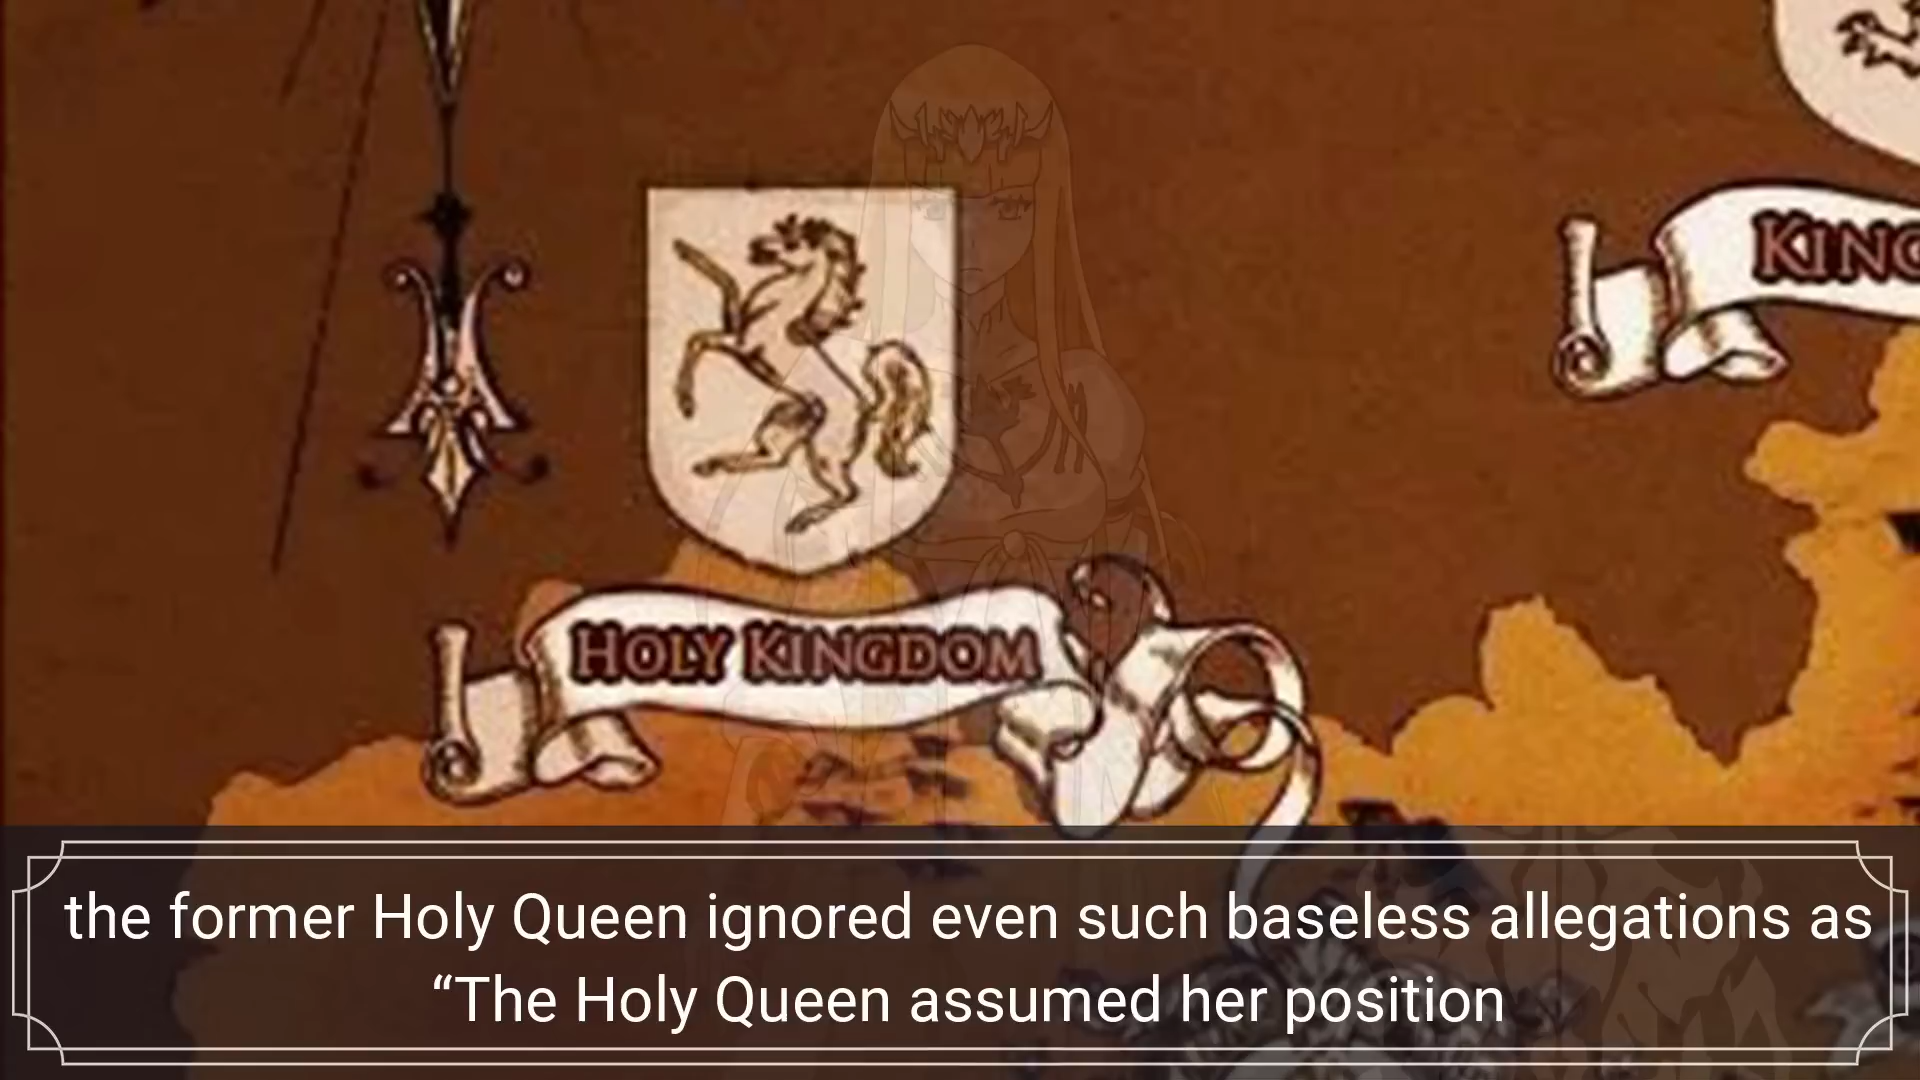 KING
HOLY KINGDOM
the former Holy Queen ignored even such baseless allegations as
“The Holy Queen assumed her position